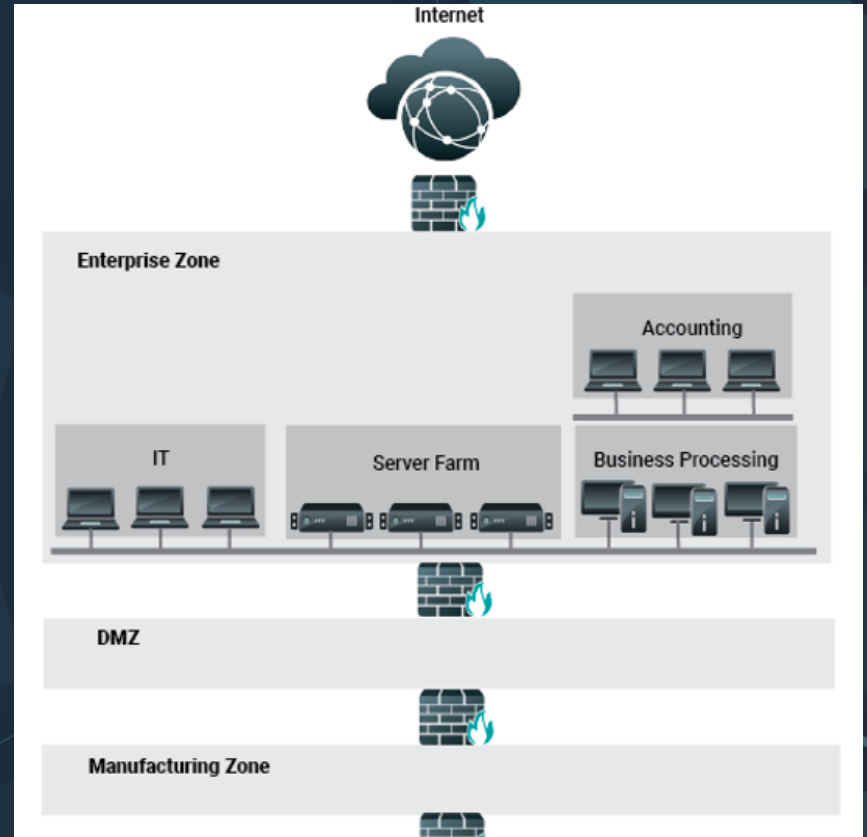 Internet
Enterprise Zone
Accounting
IT
Server Farm
Business Processing
DMZ
Manufacturing Zone